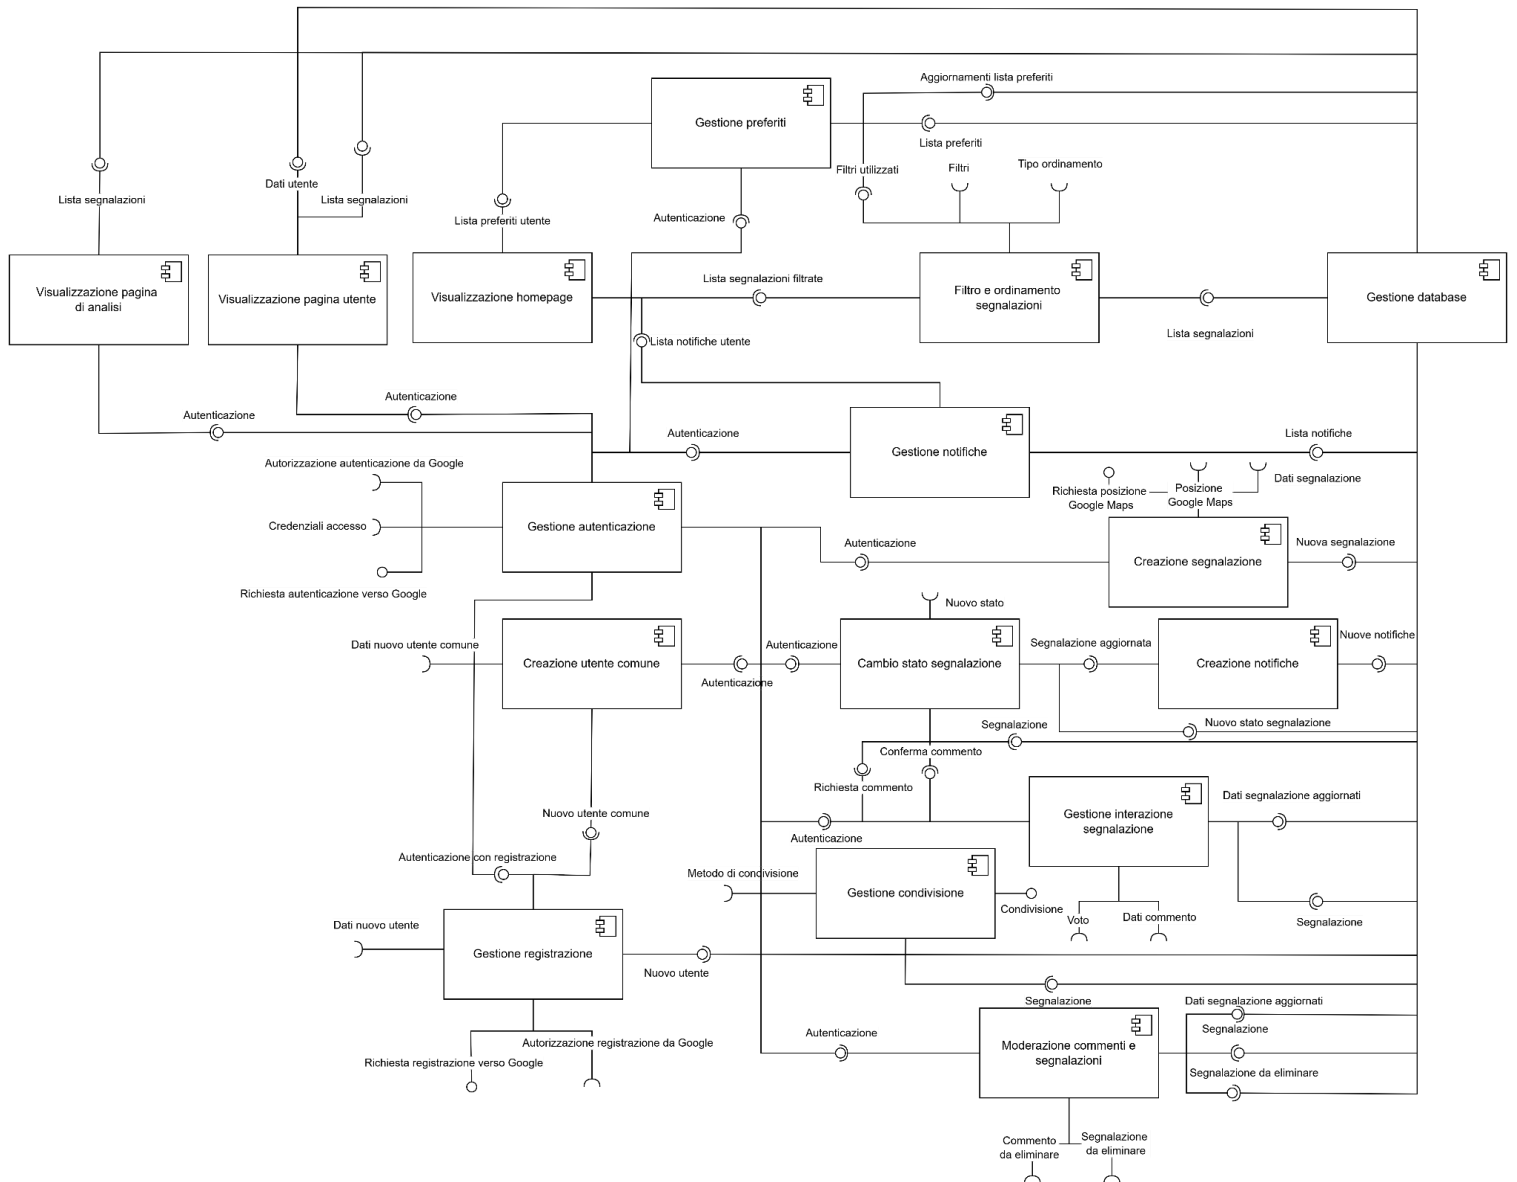 Aggiornamenti lista preferiti
Gestione preferiti
Lista preferiti
Filtri utilizzati
Filtri
Tipo ordinamento
Dati utente
Lista segnalazioni
Lista segnalazioni
Lista preferiti utente
Autenticazione
Visualizzazione pagina
di analisi
Visualizzazione pagina utente
Visualizzazione homepage
Lista segnalazioni filtrate
Filtro e ordinamento
segnalazioni
Lista segnalazioni
Gestione database
Lista notifiche utente
Autenticazione
Autenticazione
Autenticazione
Gestione notifiche
Lista notifiche
Autorizzazione autenticazione da Google
Credenziali accesso
Richiesta autenticazione verso Google
Gestione autenticazione
Richiesta posizione
Google Maps
Posizione
Google Maps
Dati segnalazione
Autenticazione
Creazione segnalazione
Nuova segnalazione
Nuovo stato
Dati nuovo utente comune
Creazione utente comune
Autenticazione
Autenticazione
Cambio stato segnalazione
Segnalazione aggiornata
Creazione notifiche
Nuove notifiche
Nuovo stato segnalazione
Segnalazione
Conferma commento
Richiesta commento
Autenticazione
Gestione interazione
segnalazione
Dati segnalazione aggiornati
Nuovo utente comune
Autenticazione con registrazione
Metodo di condivisione
Gestione condivisione
Condivisione
Voto
Dati commento
Segnalazione
Dati nuovo utente
Gestione registrazione
Nuovo utente
Segnalazione
Autorizzazione registrazione da Google
Richiesta registrazione verso Google
Autenticazione
Moderazione commenti e
segnalazioni
Dati segnalazione aggiornati
Segnalazione
Segnalazione da eliminare
Commento
da eliminare
Segnalazione
da eliminare